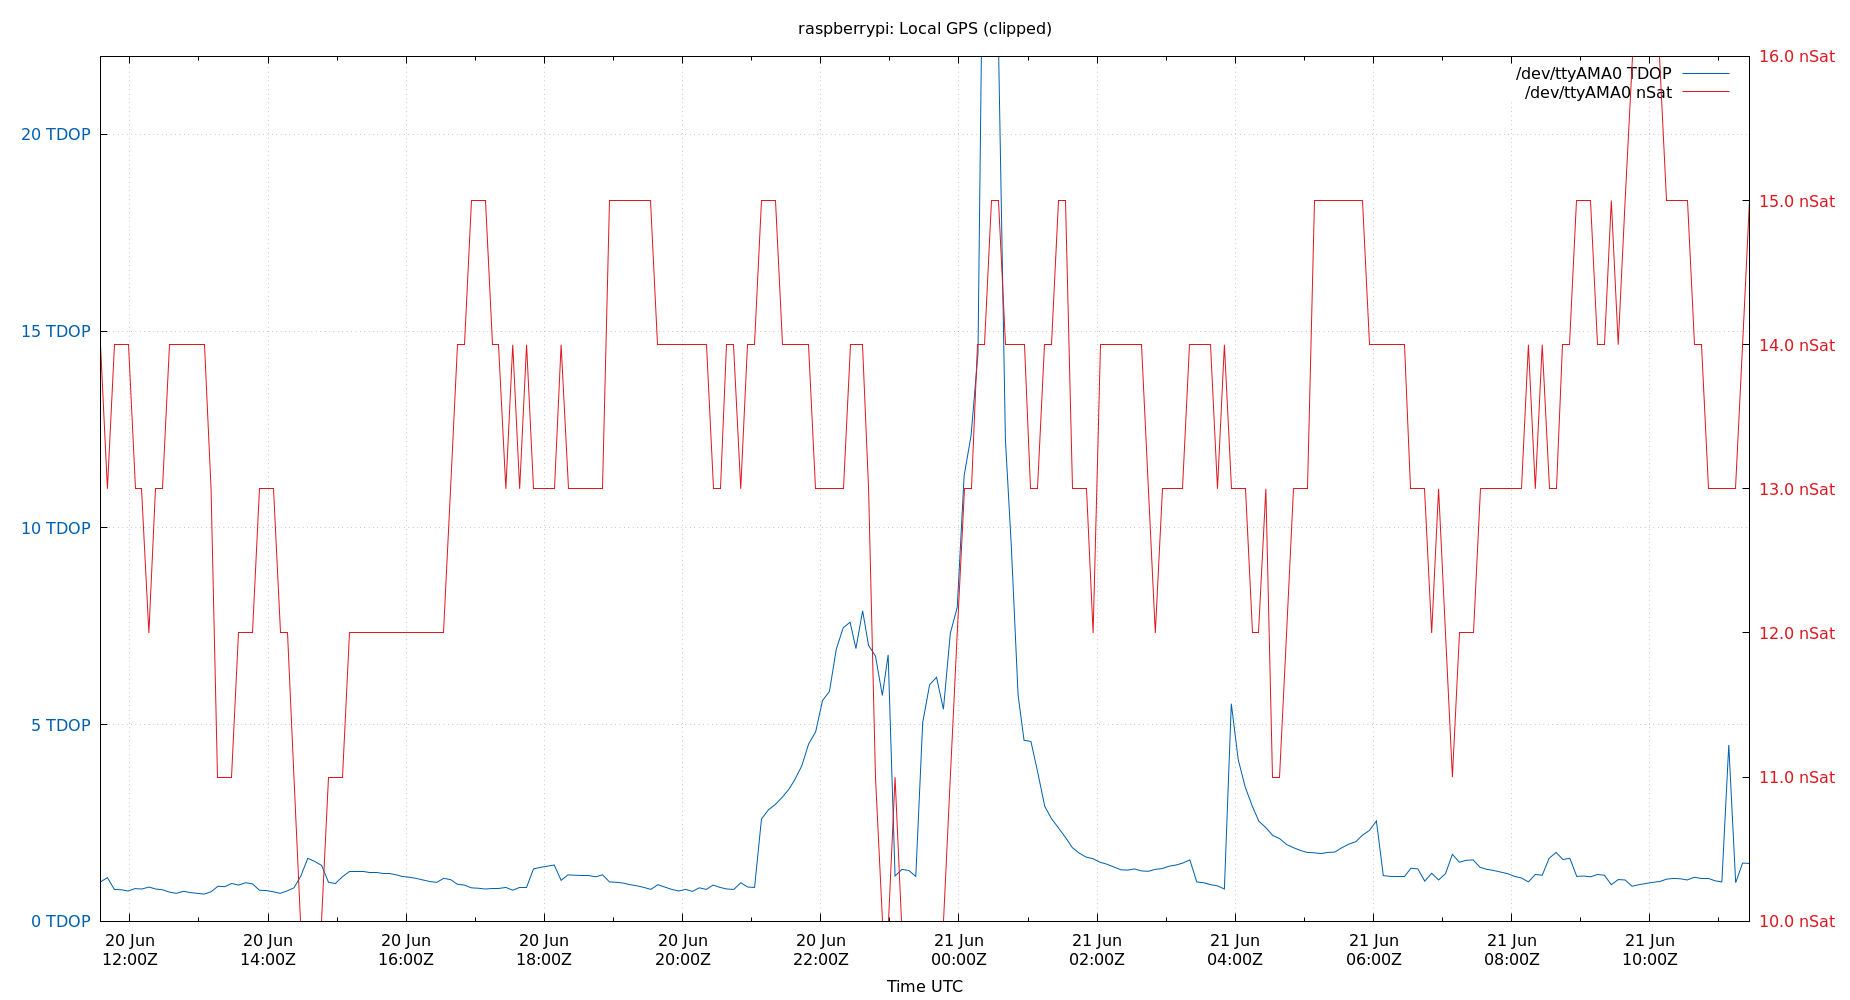 raspberrypi: Local GPS (clipped)
/dev/ttyAMA0 TDOP
/dev/ttyAMA0 nSat
20 TDOP
15 TDOP
10 TDOP
5 TDOP
0 TDOP
16.0 nSat
15.0 nSat
14.0 nSat
13.0 nSat
12.0 nSat
11.0 nSat
10.0 nSat
20 Jun 20 Jun 20 Jun 20 Jun 20 Jun 20 Jun 21 Jun 21 Jun 21 Jun 21 Jun 21 Jun 21 Jun
12:00Z 14:00Z 16:00Z 18:00Z 20:00Z 22:00Z 00:00Z 02:00Z 04:00Z 06:00Z 08:00Z 10:00Z
Time UTC